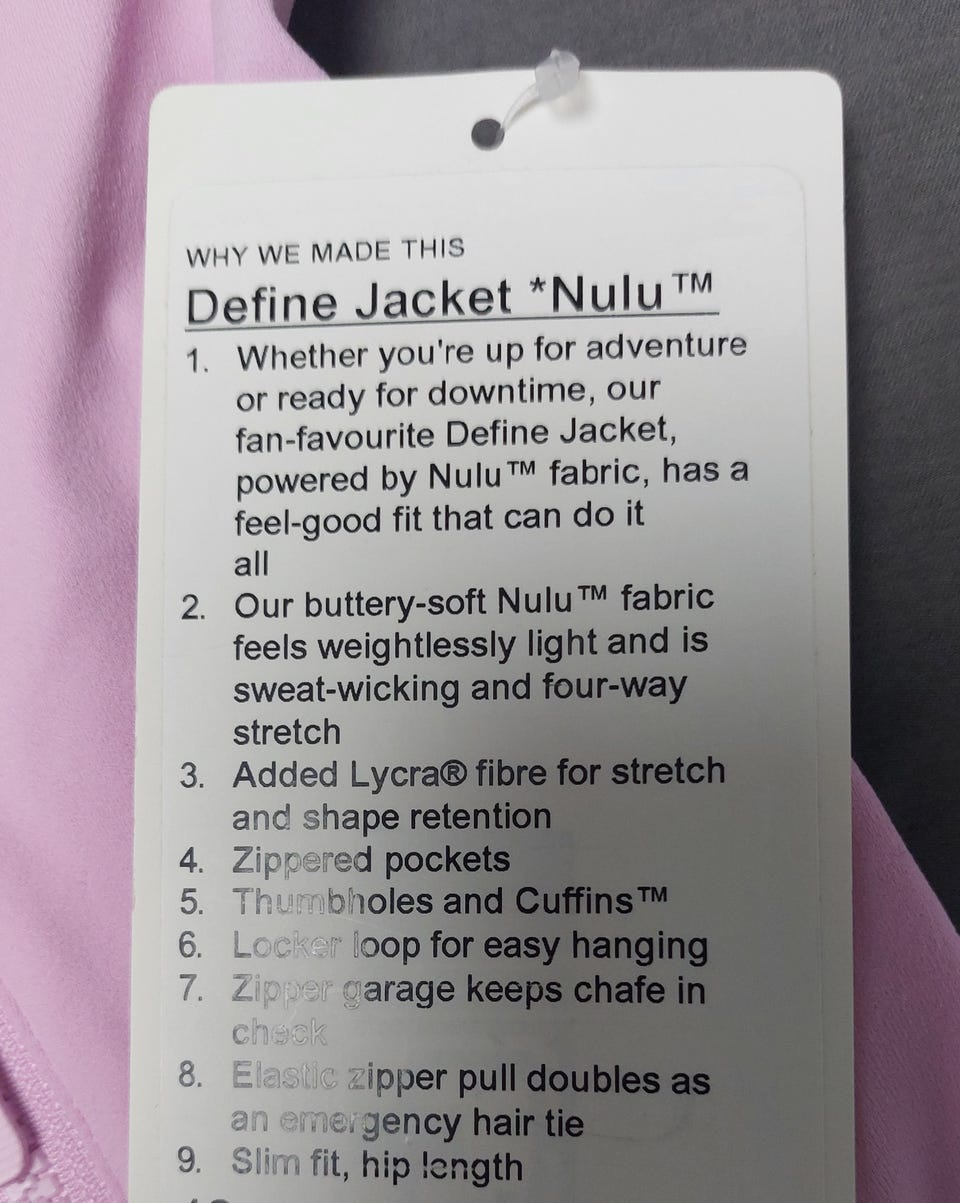 WHY WE MADE THIS
Define Jacket *Nulu™
1. Whether you're up for adventure
or ready for downtime, our
fan-favourite Define Jacket,
powered by Nulu™ fabric, has a
feel-good fit that can do it
all
2. Our buttery-soft Nulu™ fabric
feels weightlessly light and is
sweat-wicking and four-way
stretch
3. Added Lycra® fibre for stretch
and shape retention
4. Zippered pockets
5. Thumbholes and Cuffins™
6. Locker loop for easy hanging
7. Zipper garage keeps chafe in
check
8. Elastic zipper pull doubles as
an emergency hair tie
9. Slim fit, hip length